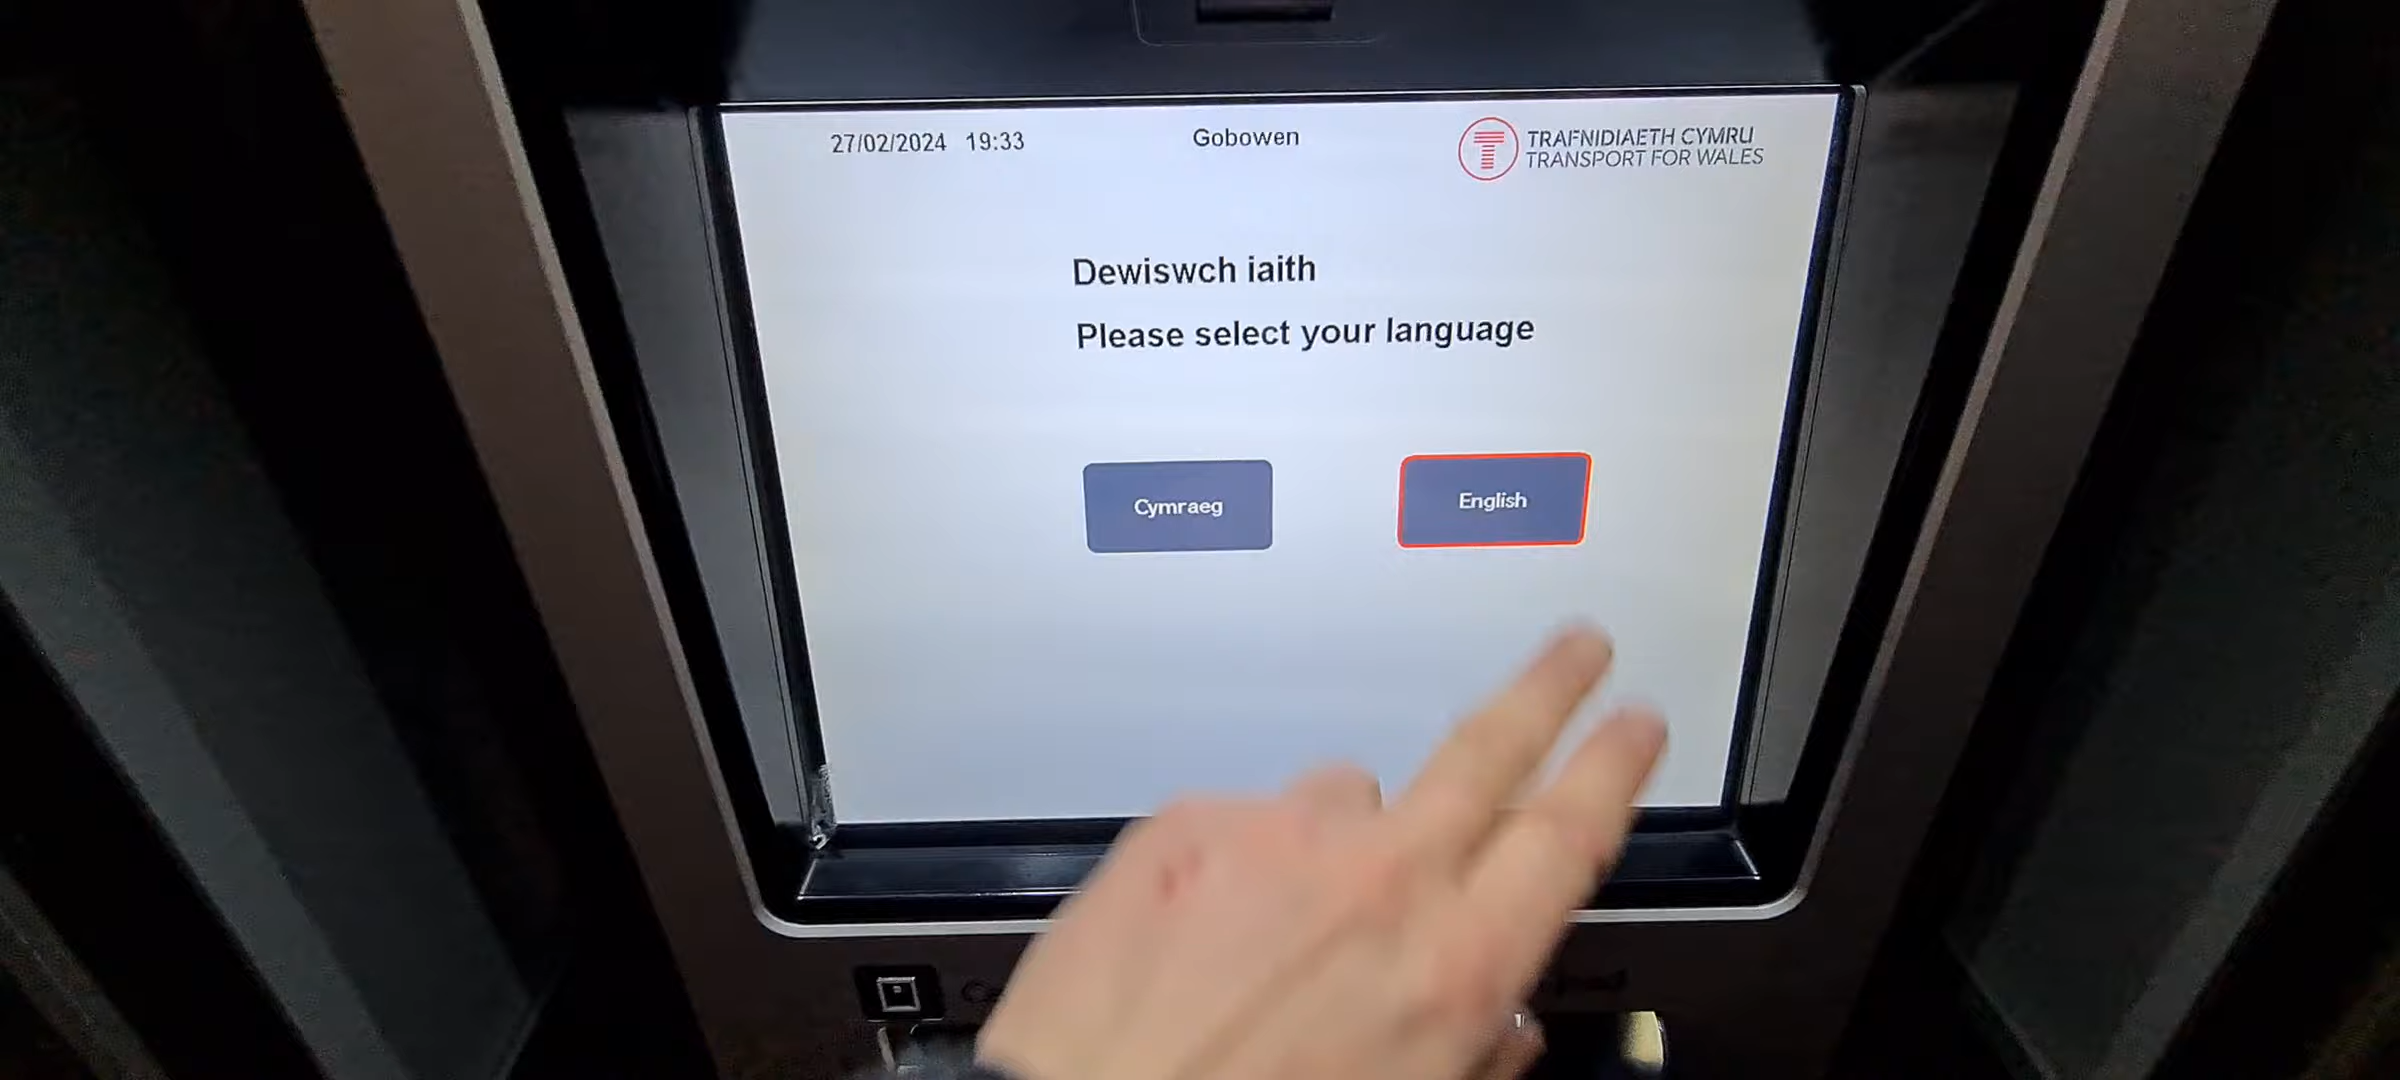 27/02/2024 19:33
Gobowen
TRAFNIDIAETH CYMRU
TRANSPORT FOR WALES
Dewiswch iaith
Please select your language
Cymraeg
English